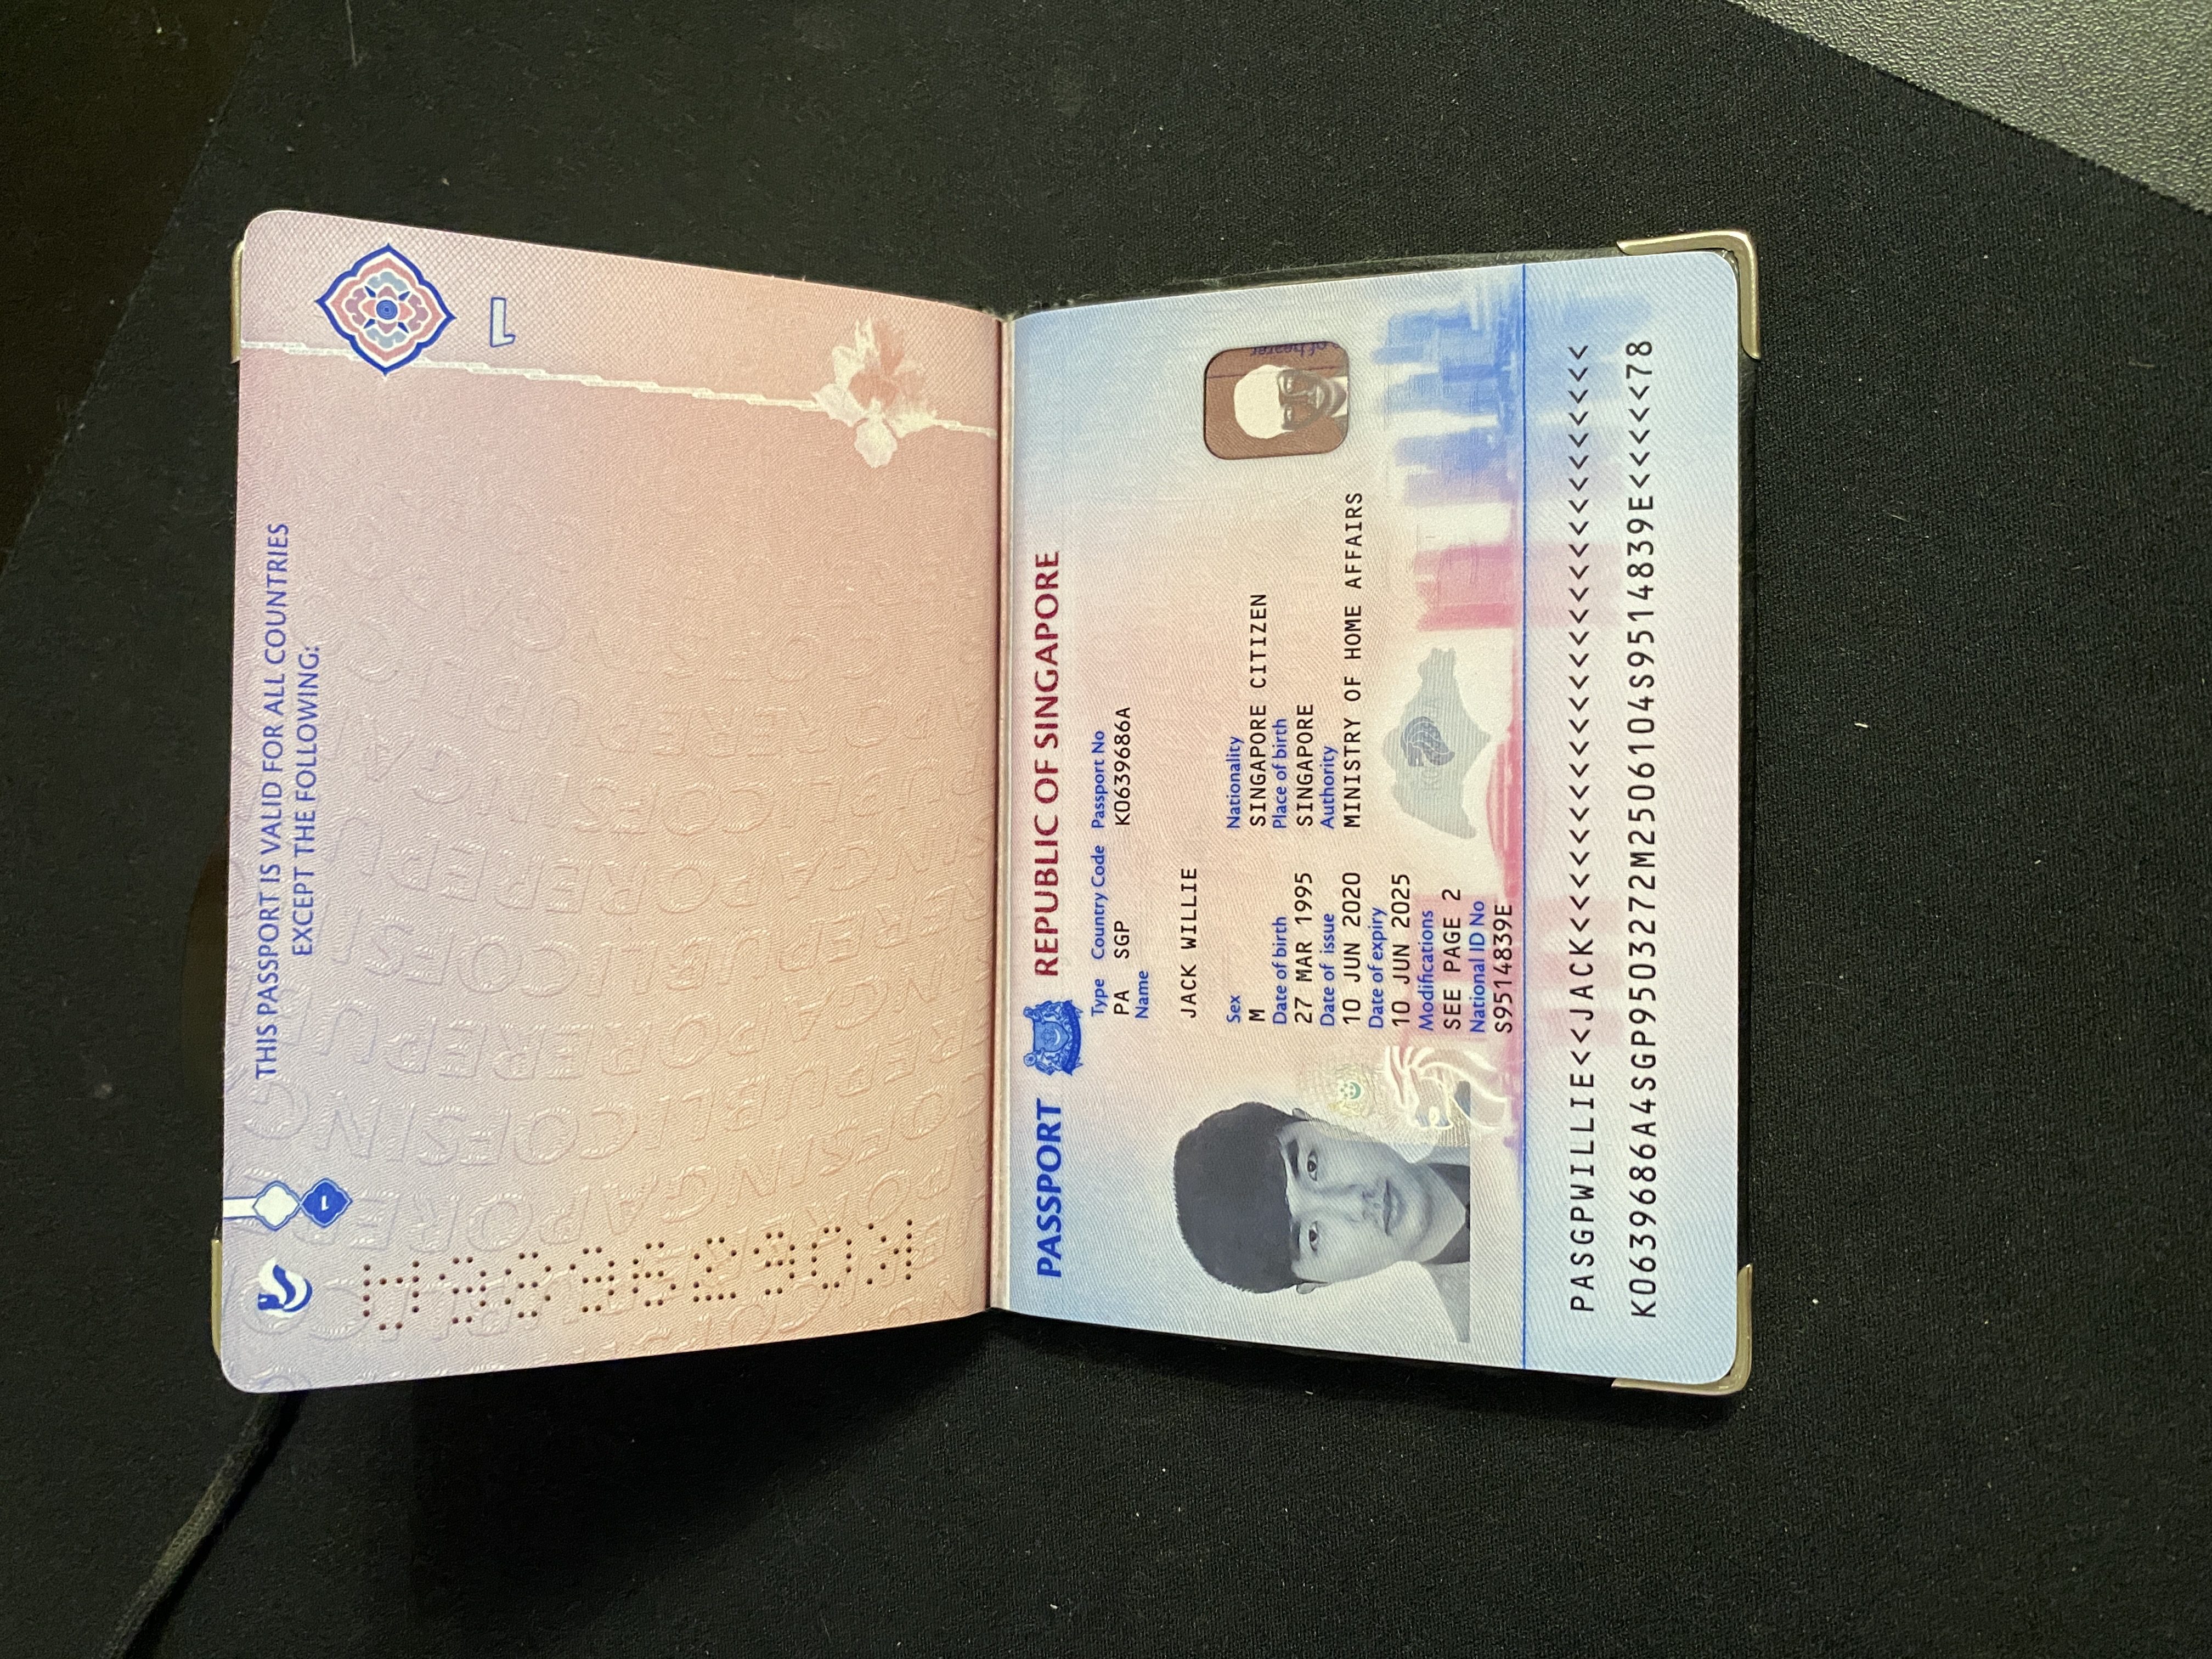 THIS PASSPORT IS VALID FOR ALL COUNTRIES
EXCEPT THE FOLLOWING:
1
1
PASSPORT REPUBLIC OF SINGAPORE
Type Country Code Passport No
PA SGP K0639686A
Name
JACK WILLIE
Sex Nationality
M SINGAPORE CITIZEN
Date of birth Place of birth
27 MAR 1995 SINGAPORE
Date of issue Authority
10 JUN 2020 MINISTRY OF HOME AFFAIRS
Date of expiry
10 JUN 2025
Modifications
SEE PAGE 2
National ID No
S9514839E
of bearer
PASGPWILLIE<<JACK<<<<<<<<<<<<<<<<<<<<<<<<<<<
K0639686A4SGP9503272M2506104S9514839E<<<<<78